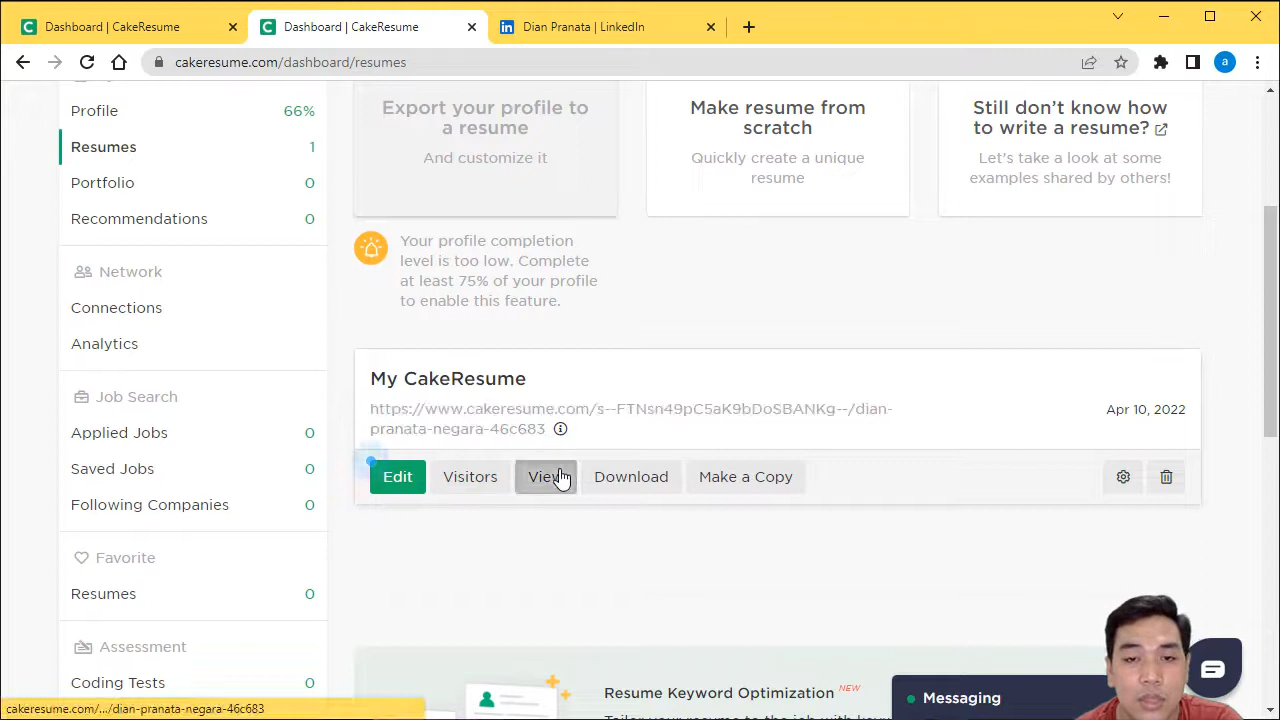 Dashboard | CakeResume
Dashboard | CakeResume
Dian Pranata | LinkedIn
cakeresume.com/dashboard/resumes
a
Profile 66%
Resumes 1
Portfolio 0
Recommendations 0
Network
Connections
Analytics
Job Search
Applied Jobs 0
Saved Jobs 0
Following Companies 0
Favorite
Resumes 0
Assessment
Coding Tests 0
Export your profile to
a resume
And customize it
Make resume from
scratch
Quickly create a unique
resume
Still don't know how
to write a resume?
Let's take a look at some
examples shared by others!
Your profile completion
level is too low. Complete
at least 75% of your profile
to enable this feature.
My CakeResume
https://www.cakeresume.com/s--FTNsn49pC5aK9bDoSBANKg--/dian-
pranata-negara-46c683
Apr 10, 2022
Edit Visitors View Download Make a Copy
Resume Keyword Optimization NEW
Messaging
cakeresume.com/.../dian-pranata-negara-46c683